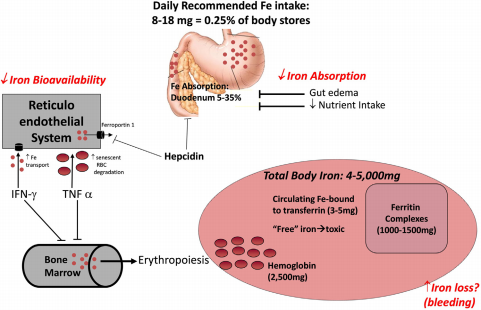 Daily Recommended Fe intake:
8-18 mg = 0.25% of body stores
↓Iron Bioavailability
Reticulo
endothelial
System
Ferroportin 1
Fe Absorption:
Duodenum 5-35%
↓Iron Absorption
Gut edema
↓ Nutrient Intake
↑ Fe
transport
↑ senescent
RBC
degradation
Hepcidin
IFN-γ
TNF α
Total Body Iron: 4-5,000mg
Circulating Fe-bound
to transferrin (3-5mg)
"Free" iron→toxic
Ferritin
Complexes
(1000-1500mg)
Bone
Marrow
Erythropoiesis
Hemoglobin
(2,500mg)
↑Iron loss?
(bleeding)